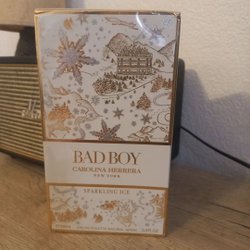 BAD BOY
CAROLINA HERRERA
NEW YORK
SPARKLING ICE